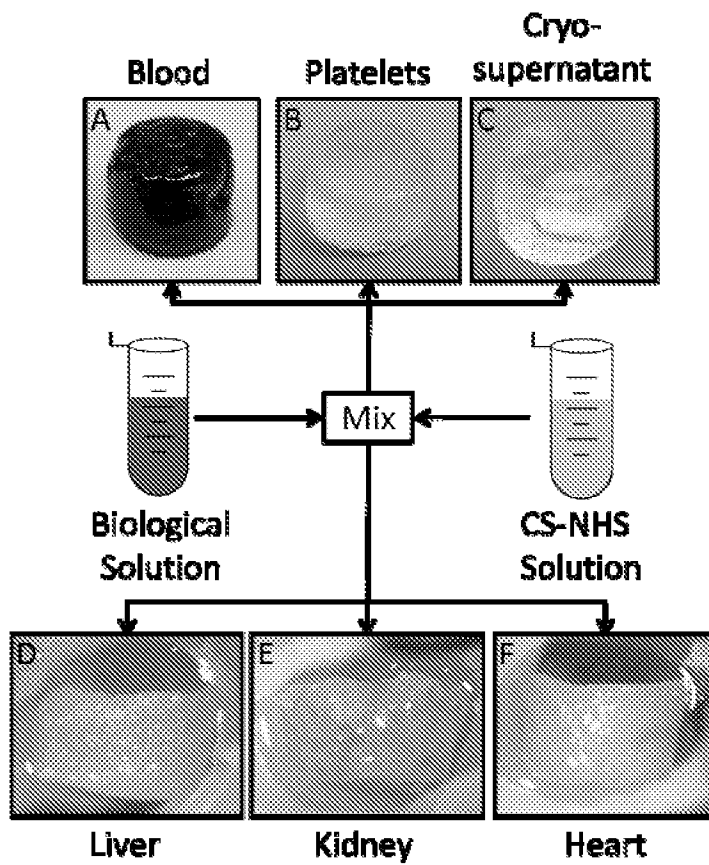 Cryo-
Blood Platelets supernatant
A B C
Mix
Biological CS-NHS
Solution Solution
D E F
Liver Kidney Heart